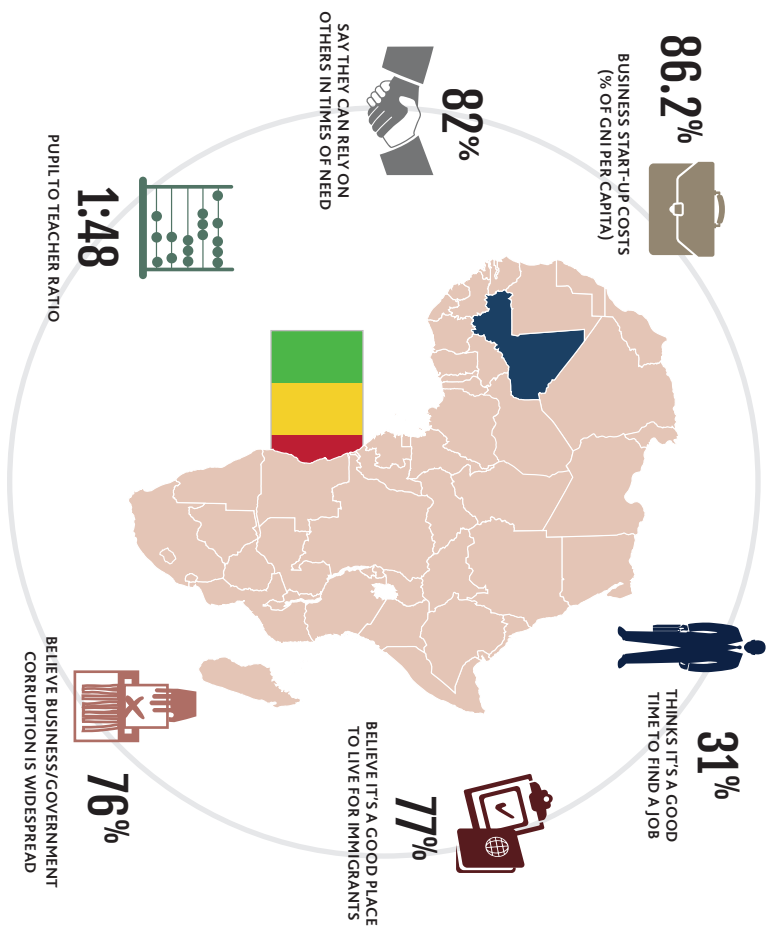 86.2%
BUSINESS START-UP COSTS
(% OF GNI PER CAPITA)
82%
SAY THEY CAN RELY ON
OTHERS IN TIMES OF NEED
1:48
PUPIL TO TEACHER RATIO
31%
THINKS IT'S A GOOD
TIME TO FIND A JOB
77%
BELIEVE IT'S A GOOD PLACE
TO LIVE FOR IMMIGRANTS
76%
BELIEVE BUSINESS/GOVERNMENT
CORRUPTION IS WIDESPREAD